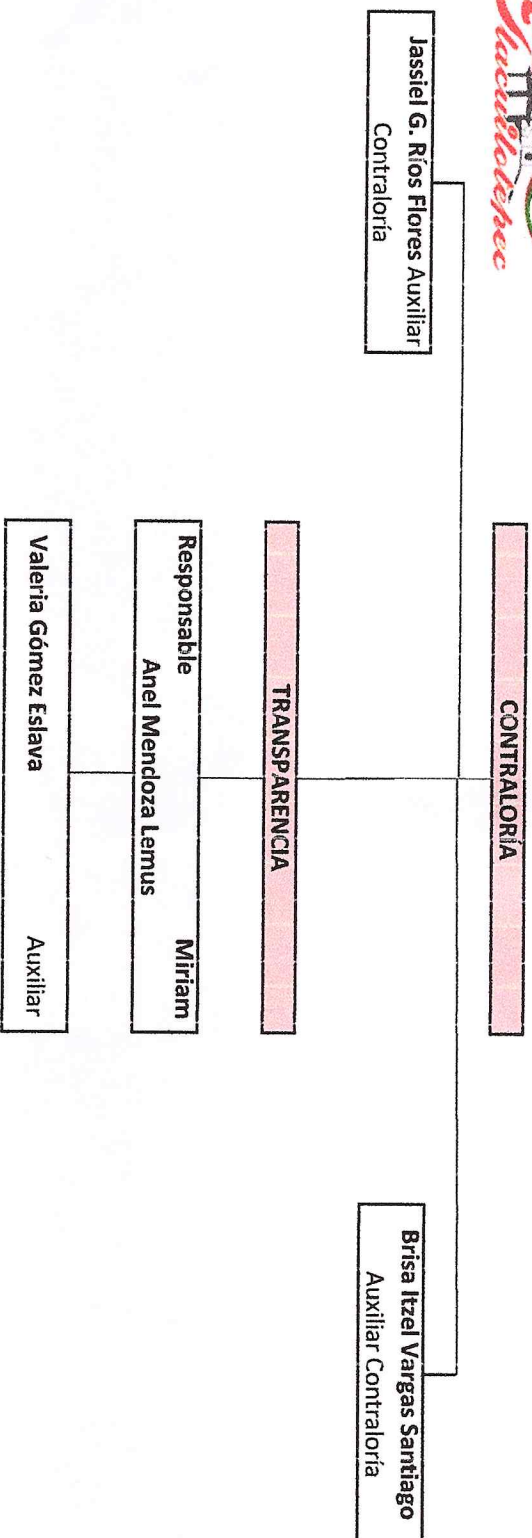 Tlacuilotepec
CONTRALORÍA
Jassiel G. Ríos Flores Auxiliar
Contraloría
Brisa Itzel Vargas Santiago
Auxiliar Contraloría
TRANSPARENCIA
Responsable Miriam
Anel Mendoza Lemus
Valeria Gómez Eslava Auxiliar